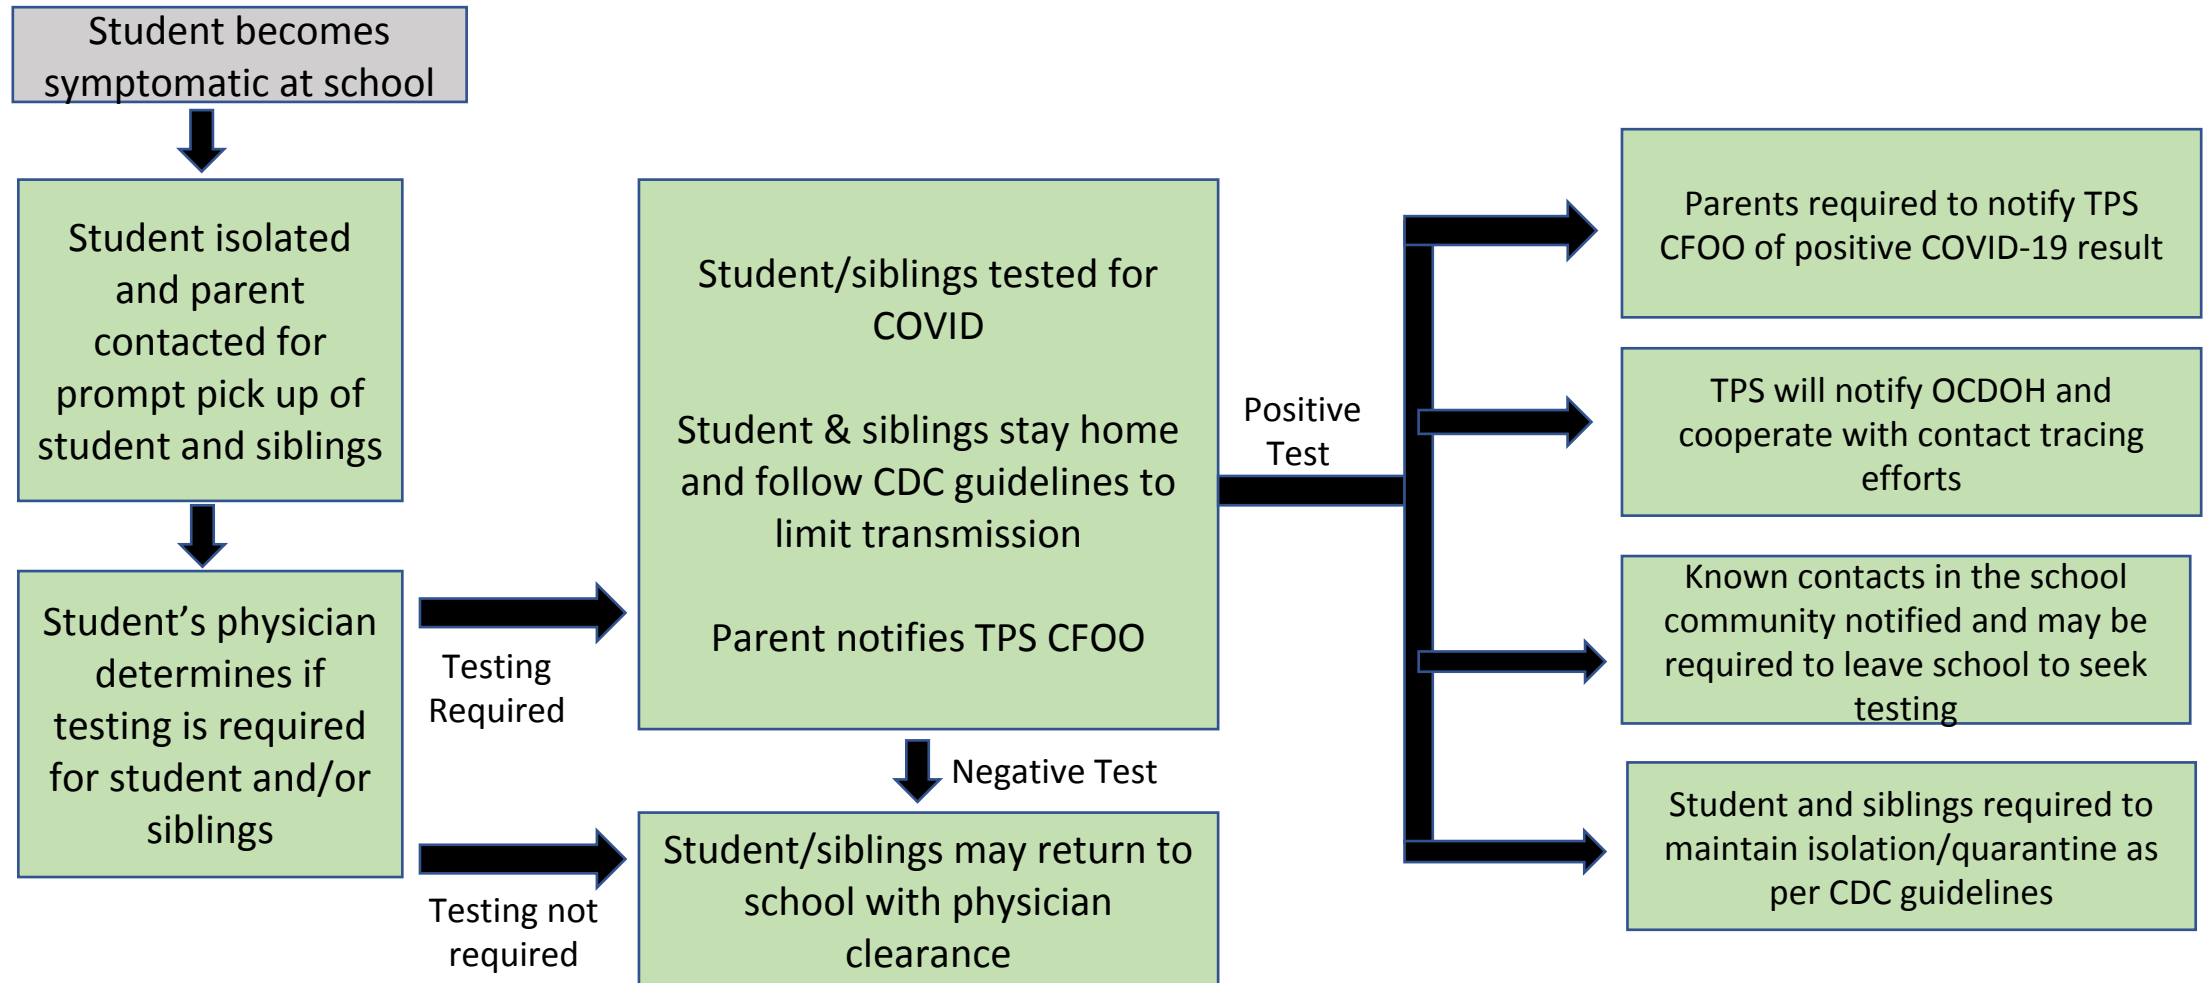 Student becomes
symptomatic at school
Student isolated
and parent
contacted for
prompt pick up of
student and siblings
Student’s physician
determines if
testing is required
for student and/or
siblings
Testing
Required
Testing not
required
Student/siblings tested for
COVID
Student & siblings stay home
and follow CDC guidelines to
limit transmission
Parent notifies TPS CFOO
Negative Test
Student/siblings may return to
school with physician
clearance
Positive
Test
Parents required to notify TPS
CFOO of positive COVID-19 result
TPS will notify OCDOH and
cooperate with contact tracing
efforts
Known contacts in the school
community notified and may be
required to leave school to seek
testing
Student and siblings required to
maintain isolation/quarantine as
per CDC guidelines